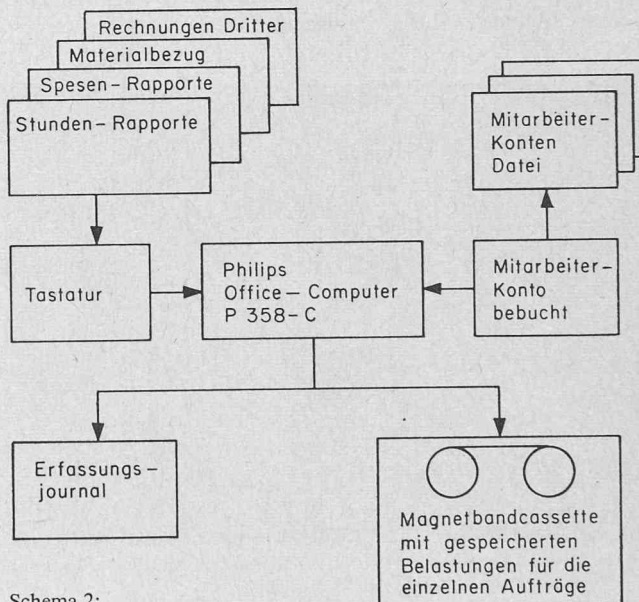 Rechnungen Dritter
Materialbezug
Spesen-Rapporte
Stunden-Rapporte
Mitarbeiter-
Konten
Datei
Tastatur
Philips
Office-Computer
P 358-C
Mitarbeiter-
Konto
bebucht
Erfassungs-
journal
Magnetbandcassette
mit gespeicherten
Belastungen für die
einzelnen Aufträge
Schema 2: